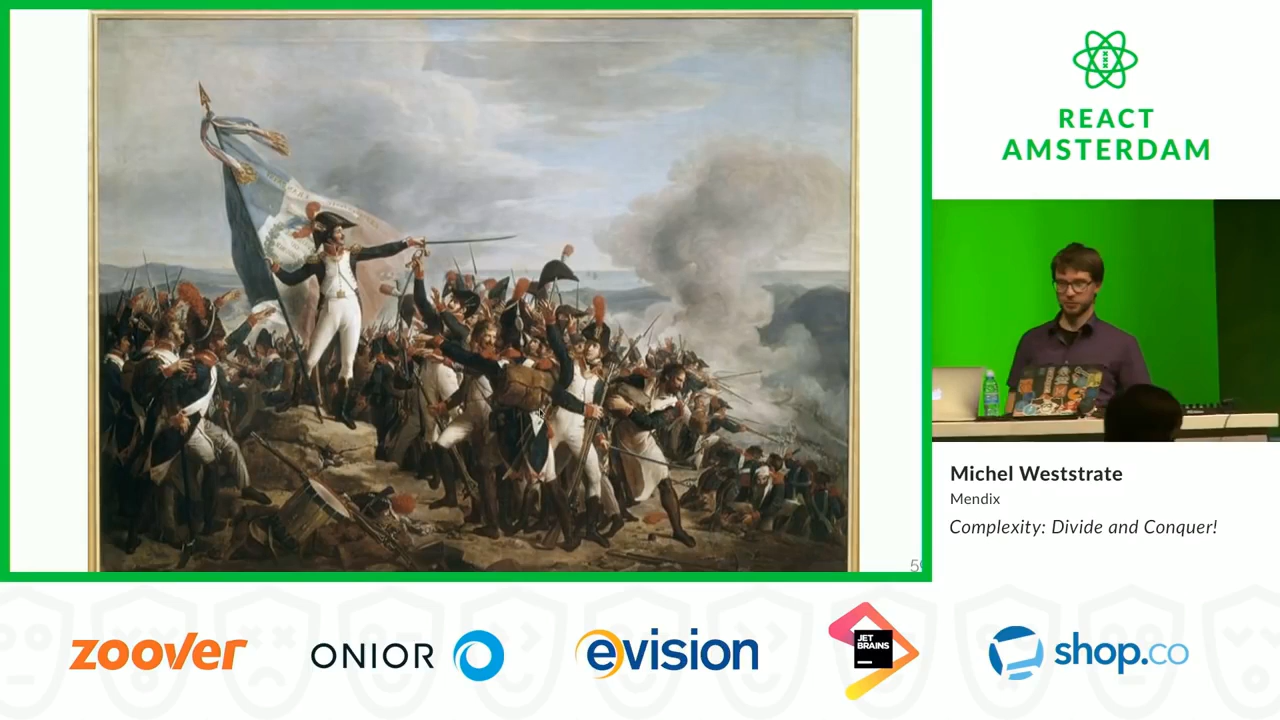 REACT
AMSTERDAM
Michel Weststrate
Mendix
Complexity: Divide and Conquer!
zoover
ONIOR
evision
JET
BRAINS
shop.co